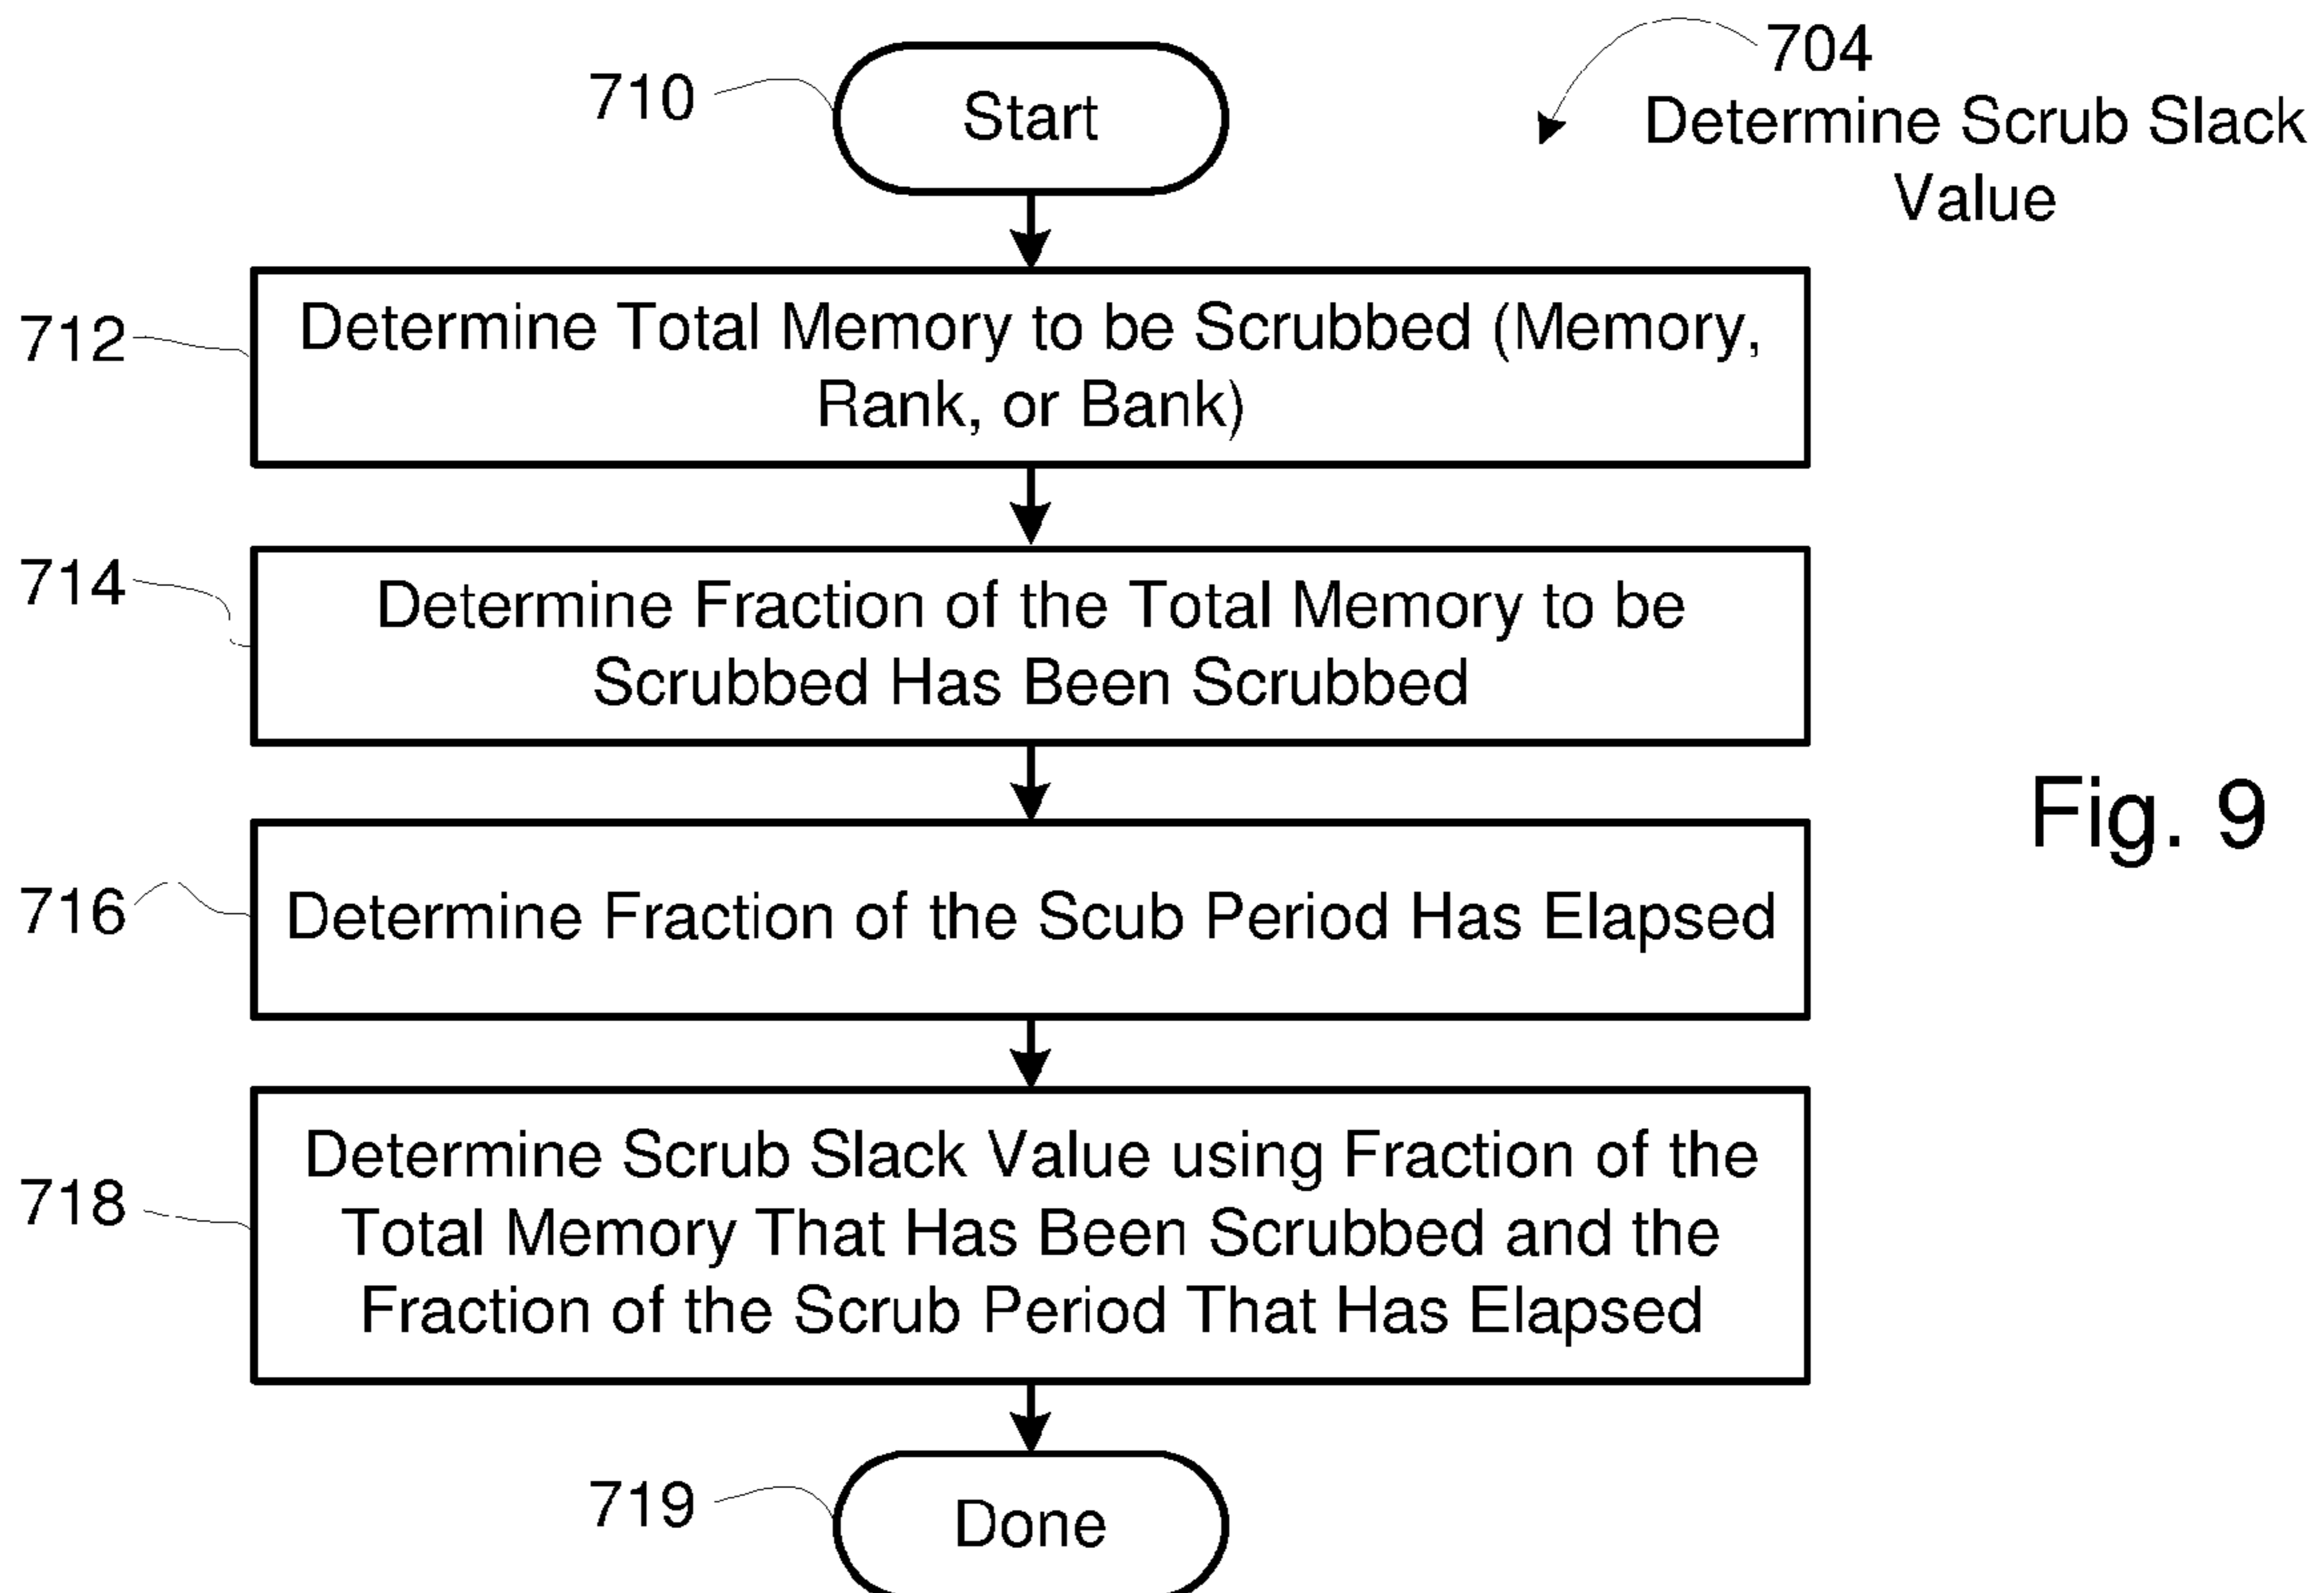 704
Determine Scrub Slack
Value
710
Start
712
Determine Total Memory to be Scrubbed (Memory,
Rank, or Bank)
714
Determine Fraction of the Total Memory to be
Scrubbed Has Been Scrubbed
716
Determine Fraction of the Scub Period Has Elapsed
718
Determine Scrub Slack Value using Fraction of the
Total Memory That Has Been Scrubbed and the
Fraction of the Scrub Period That Has Elapsed
719
Done
Fig. 9